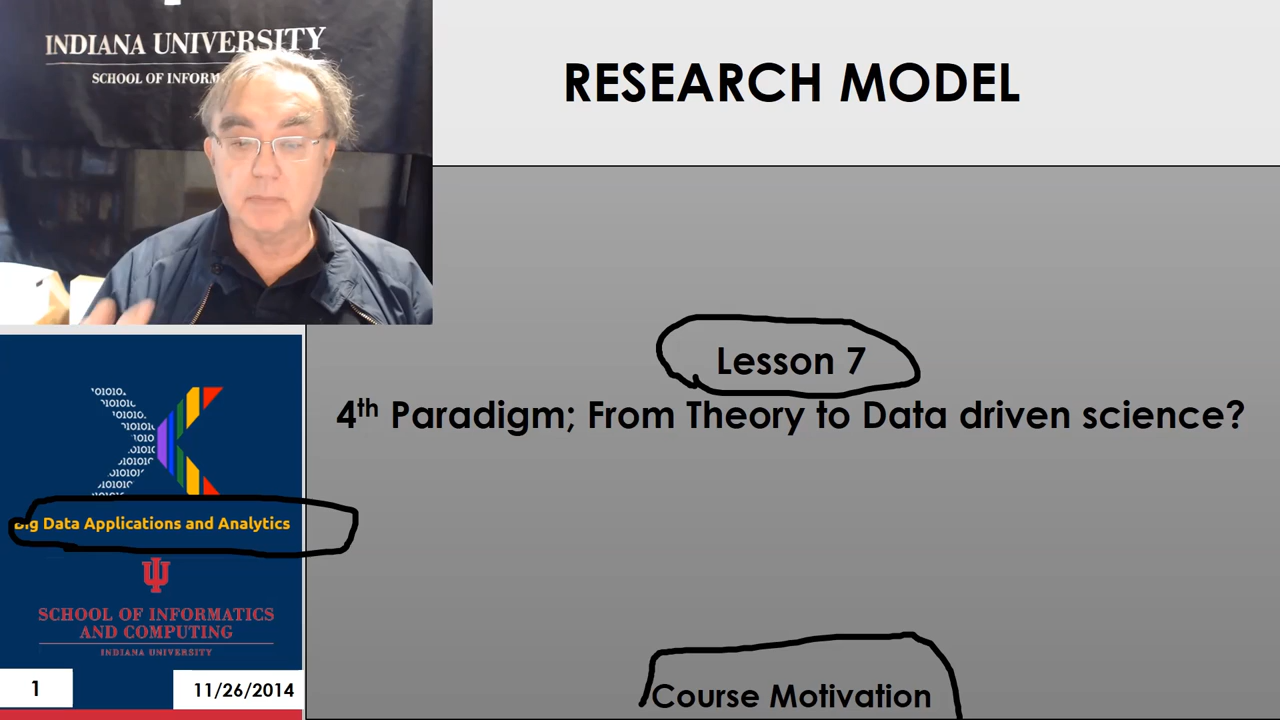 INDIANA UNIVERSITY
SCHOOL OF INFORM
RESEARCH MODEL
Lesson 7
4th Paradigm; From Theory to Data driven science?
101010.
Big Data Applications and Analytics
SCHOOL OF INFORMATICS
AND COMPUTING
INDIANA UNIVERSITY
1
11/26/2014
Course Motivation